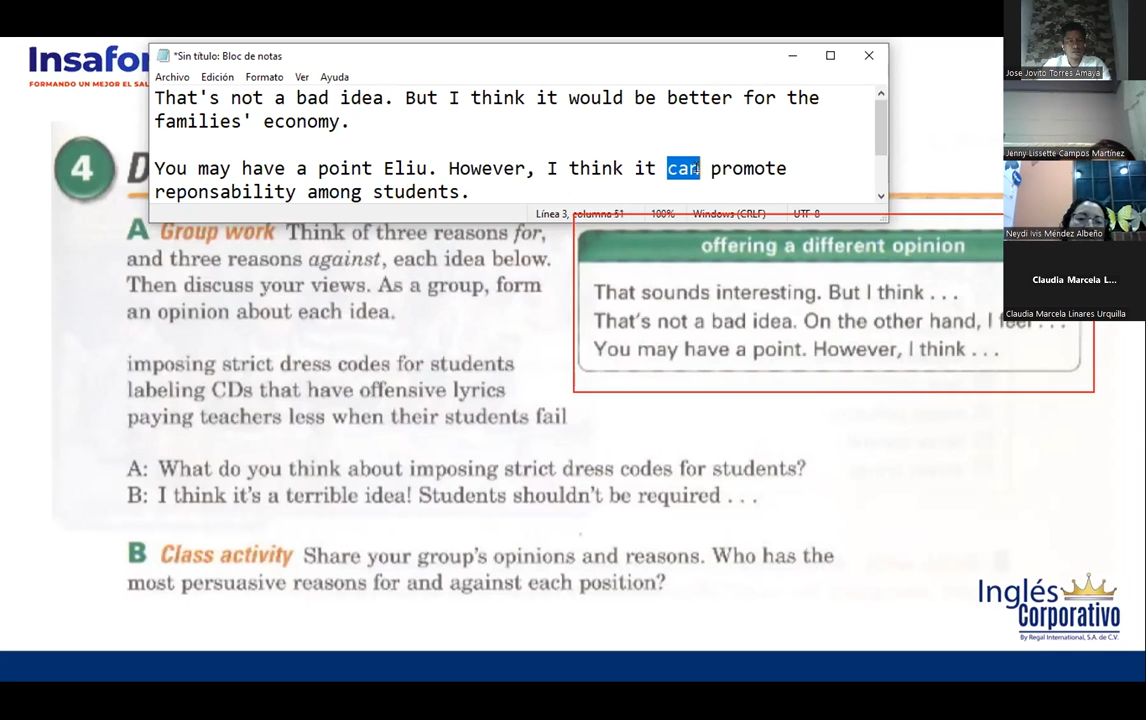 Insafor
FORMANDO UN MEJOR EL SAL
*Sin título: Bloc de notas
Archivo Edición Formato Ver Ayuda
That's not a bad idea. But I think it would be better for the
families' economy.
You may have a point Eliu. However, I think it can promote
reponsability among students.
Línea 3, columna 51 100% Windows (CRLF) UTF-8
4 D
A Group work Think of three reasons for,
and three reasons against, each idea below.
Then discuss your views. As a group, form
an opinion about each idea.
imposing strict dress codes for students
labeling CDs that have offensive lyrics
paying teachers less when their students fail
A: What do you think about imposing strict dress codes for students?
B: I think it's a terrible idea! Students shouldn't be required . . .
B Class activity Share your group's opinions and reasons. Who has the
most persuasive reasons for and against each position?
offering a different opinion
That sounds interesting. But I think . . .
That's not a bad idea. On the other hand, I feel . . .
You may have a point. However, I think . . .
Jose Jovito Torres Amaya
Jenny Lissette Campos Martínez
Neydi Ivis Méndez Albeño
Claudia Marcela L...
Claudia Marcela Linares Urquilla
Inglés
Corporativo
By Regal International, S.A. de C.V.